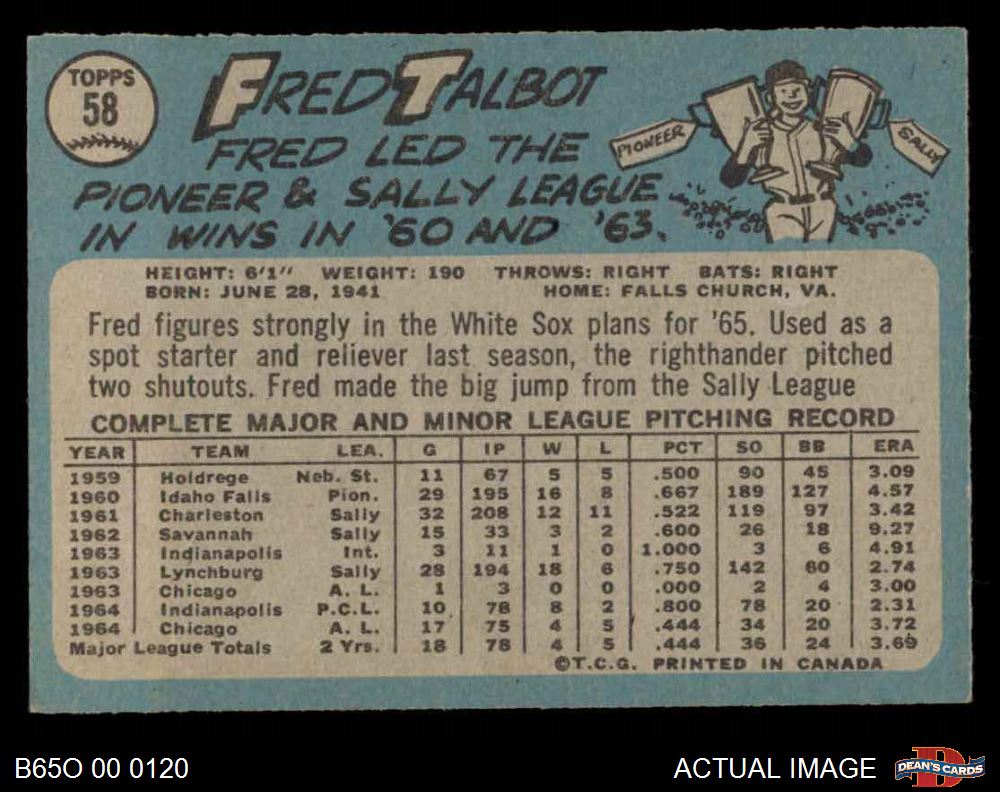 TOPPS
58
FRED TALBOT
FRED LED THE
PIONEER & SALLY LEAGUE
IN WINS IN '60 AND '63.
PIONEER
SALLY
HEIGHT: 6'1" WEIGHT: 190 THROWS: RIGHT BATS: RIGHT
BORN: JUNE 28, 1941 HOME: FALLS CHURCH, VA.
Fred figures strongly in the White Sox plans for '65. Used as a
spot starter and reliever last season, the righthander pitched
two shutouts. Fred made the big jump from the Sally League
COMPLETE MAJOR AND MINOR LEAGUE PITCHING RECORD
YEAR TEAM LEA. G IP W L PCT SO BB ERA
1959 Holdrege Neb. St. 11 67 5 5 .500 90 45 3.09
1960 Idaho Falls Pion. 29 195 16 8 .667 189 127 4.57
1961 Charleston Sally 32 208 12 11 .522 119 97 3.42
1962 Savannah Sally 15 33 3 2 .600 26 18 9.27
1963 Indianapolis Int. 3 11 1 0 1.000 3 6 4.91
1963 Lynchburg Sally 28 194 18 6 .750 142 60 2.74
1963 Chicago A. L. 1 3 0 0 .000 2 4 3.00
1964 Indianapolis P.C.L. 10 78 8 2 .800 78 20 2.31
1964 Chicago A. L. 17 75 4 5 .444 34 20 3.72
Major League Totals 2 Yrs. 18 78 4 5 .444 36 24 3.69
©T.C.G. PRINTED IN CANADA
B65O 00 0120
ACTUAL IMAGE
DEAN'S CARDS